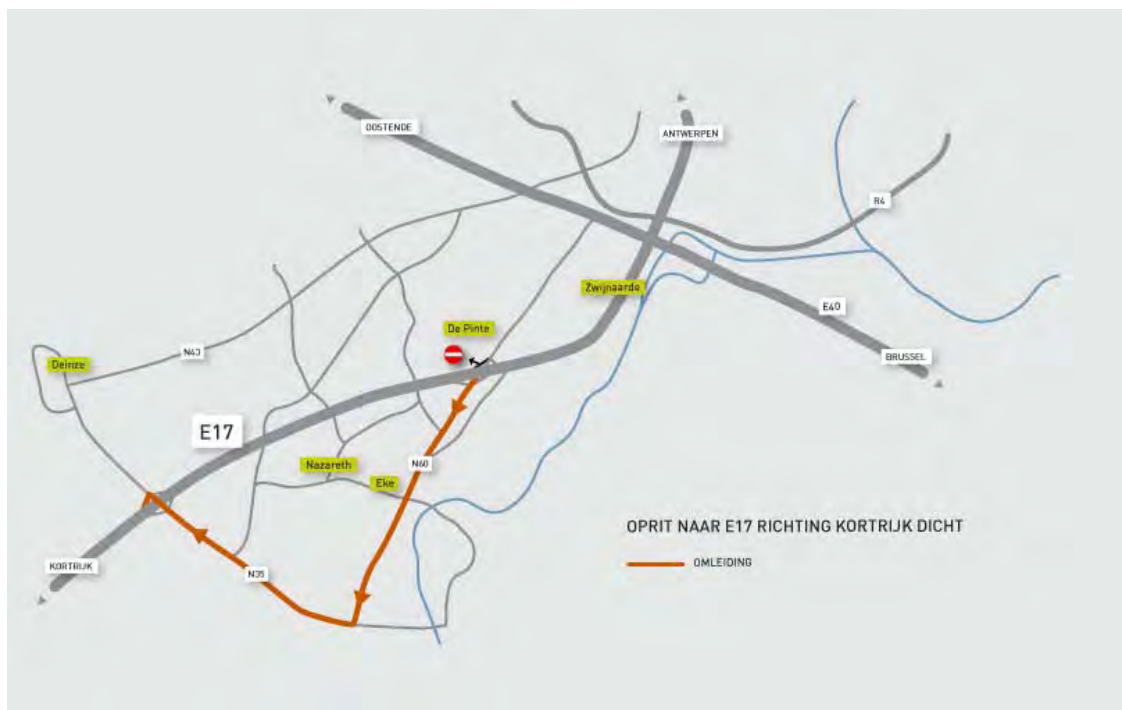 OOSTENDE
ANTWERPEN
R4
Zwijnaarde
E40
De Pinte
BRUSSEL
N43
Deinze
E17
Nazareth
N60
Eke
OPRIT NAAR E17 RICHTING KORTRIJK DICHT
OMLEIDING
KORTRIJK
N35